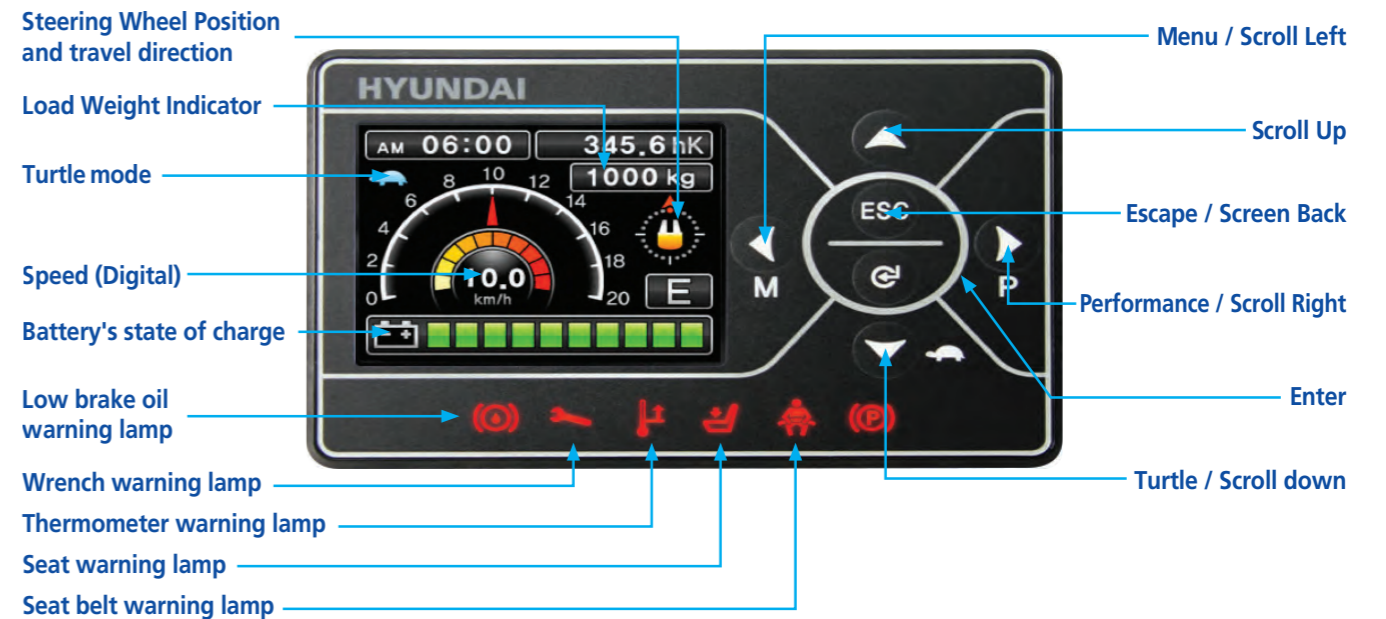 Steering Wheel Position
and travel direction
Menu / Scroll Left
HYUNDAI
Load Weight Indicator
Scroll Up
AM 06:00
345.6 hK
Turtle mode
1000 kg
0 2 4 6 8 10 12 14 16 18 20
ESC
Escape / Screen Back
Speed (Digital)
10.0
km/h
E
M
P
Performance / Scroll Right
Battery's state of charge
Low brake oil
warning lamp
Enter
P
Wrench warning lamp
Turtle / Scroll down
Thermometer warning lamp
Seat warning lamp
Seat belt warning lamp